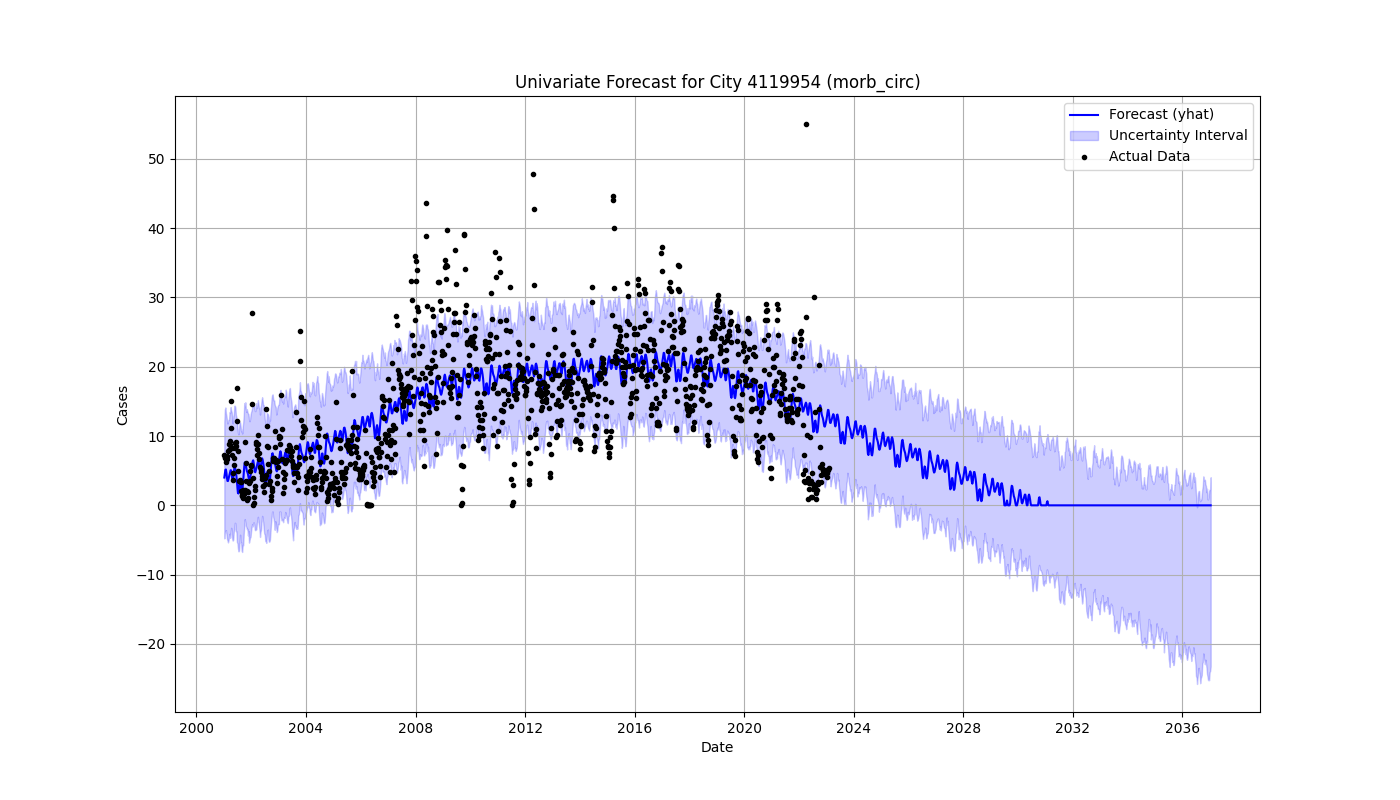 Univariate Forecast for City 4119954 (morb_circ)
Forecast (yhat)
Uncertainty Interval
Actual Data
Cases
50
40
30
20
10
0
−10
−20
2000 2004 2008 2012 2016 2020 2024 2028 2032 2036
Date